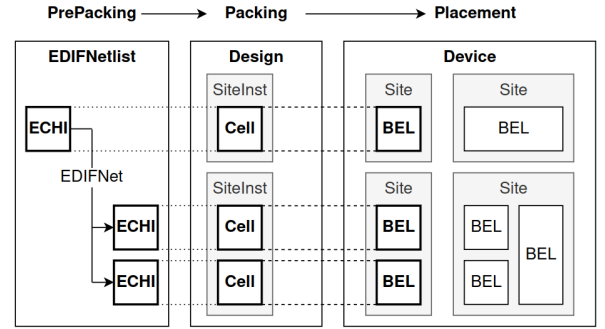 PrePacking Packing Placement
EDIFNetlist Design Device
SiteInst Site Site
ECHI Cell BEL BEL
EDIFNet
SiteInst Site Site
ECHI Cell BEL BEL
BEL
ECHI Cell BEL BEL